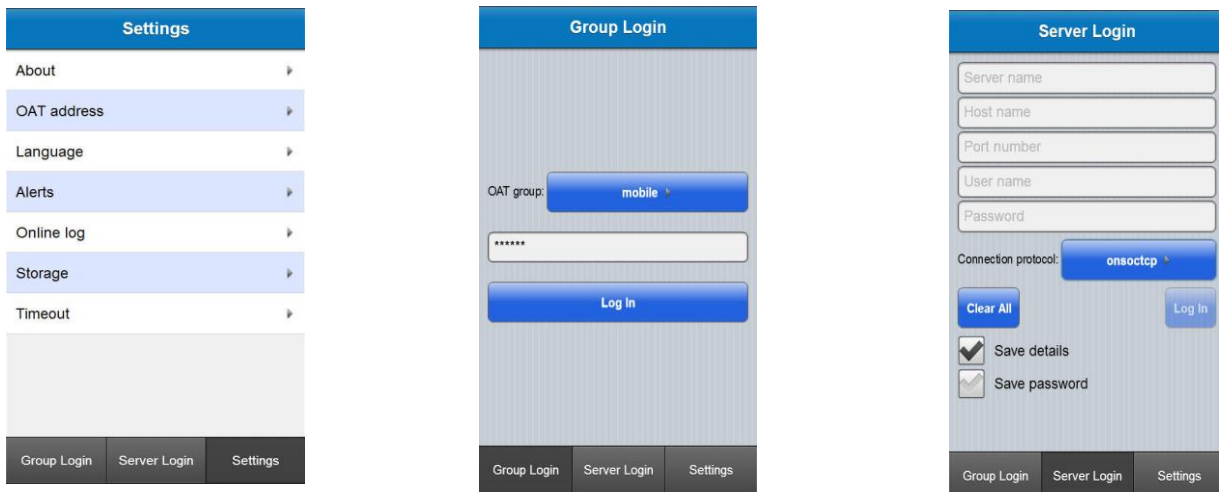 Settings
About
OAT address
Language
Alerts
Online log
Storage
Timeout
Group Login Server Login Settings
Group Login
OAT group: mobile
******
Log In
Group Login Server Login Settings
Server Login
Server name
Host name
Port number
User name
Password
Connection protocol: onsoctcp
Clear All Log In
Save details
Save password
Group Login Server Login Settings